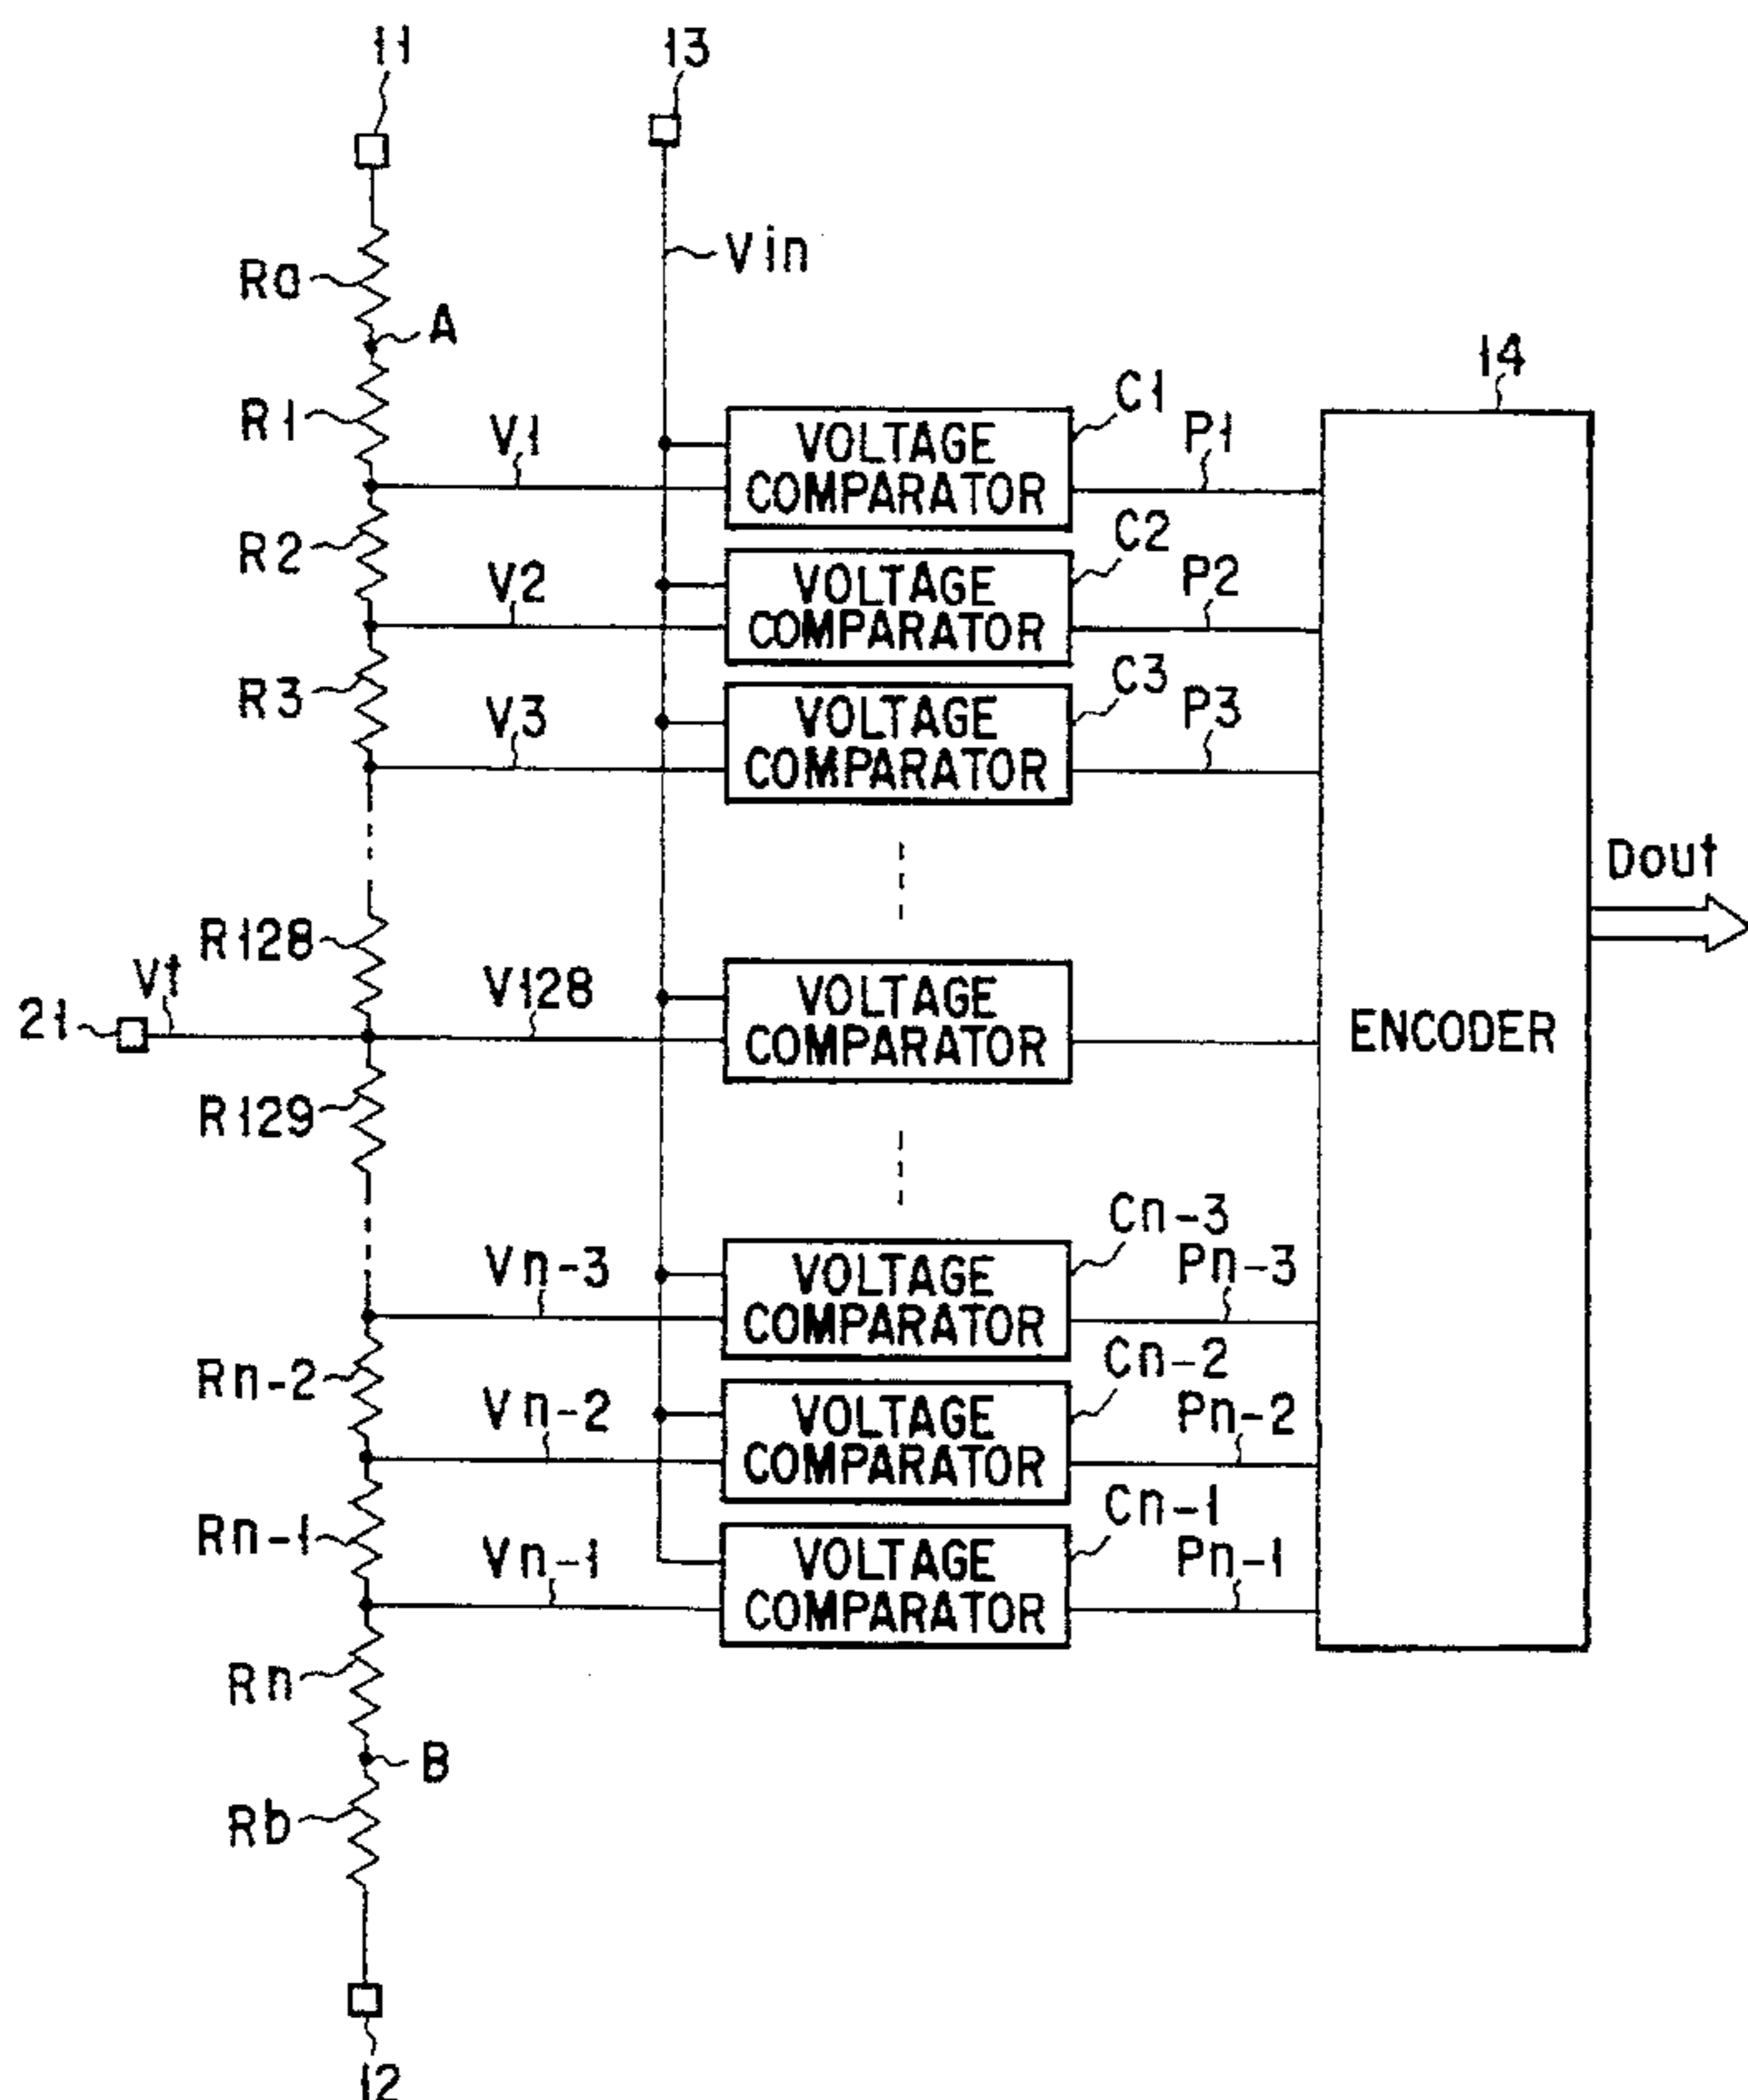 11
13
Vin
Ra
A
14
R1
V1
VOLTAGE
COMPARATOR
C1
P1
R2
V2
VOLTAGE
COMPARATOR
C2
P2
R3
V3
VOLTAGE
COMPARATOR
C3
P3
Dout
R128
21
Vt
V128
VOLTAGE
COMPARATOR
ENCODER
R129
Vn-3
VOLTAGE
COMPARATOR
Cn-3
Pn-3
Rn-2
Vn-2
VOLTAGE
COMPARATOR
Cn-2
Pn-2
Rn-1
Vn-1
VOLTAGE
COMPARATOR
Cn-1
Pn-1
Rn
B
Rb
12